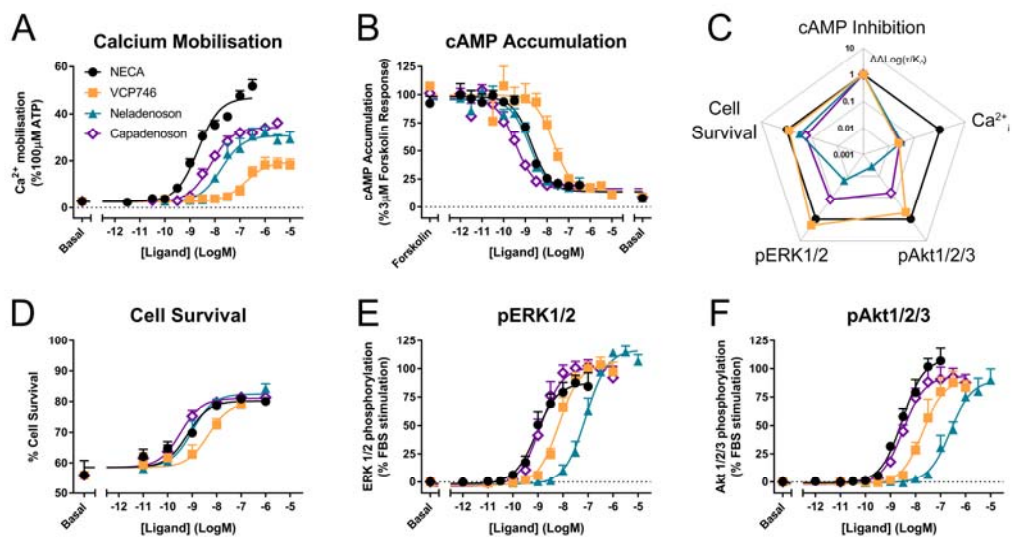 A
Calcium Mobilisation
Ca²⁺ mobilisation
(%100µM ATP)
60
40
20
0
NECA
VCP746
Neladenoson
Capadenoson
Basal
-12 -11 -10 -9 -8 -7 -6 -5
[Ligand] (LogM)
B
cAMP Accumulation
cAMP Accumulation
(%3µM Forskolin Response)
125
100
75
50
25
0
Forskolin
-12 -11 -10 -9 -8 -7 -6 -5
Basal
[Ligand] (LogM)
C
cAMP Inhibition
10
ΔΔLog(τ/Kₐ)
1
0.1
0.01
0.001
Cell
Survival
Ca²⁺ᵢ
pERK1/2
pAkt1/2/3
D
Cell Survival
% Cell Survival
100
90
80
70
60
50
Basal
-12 -11 -10 -9 -8 -7 -6 -5
[Ligand] (LogM)
E
pERK1/2
ERK 1/2 phosphorylation
(% FBS stimulation)
125
100
75
50
25
0
Basal
-12 -11 -10 -9 -8 -7 -6 -5
[Ligand] (LogM)
F
pAkt1/2/3
Akt 1/2/3 phosphorylation
(% FBS stimulation)
125
100
75
50
25
0
Basal
-12 -11 -10 -9 -8 -7 -6 -5
[Ligand] (LogM)